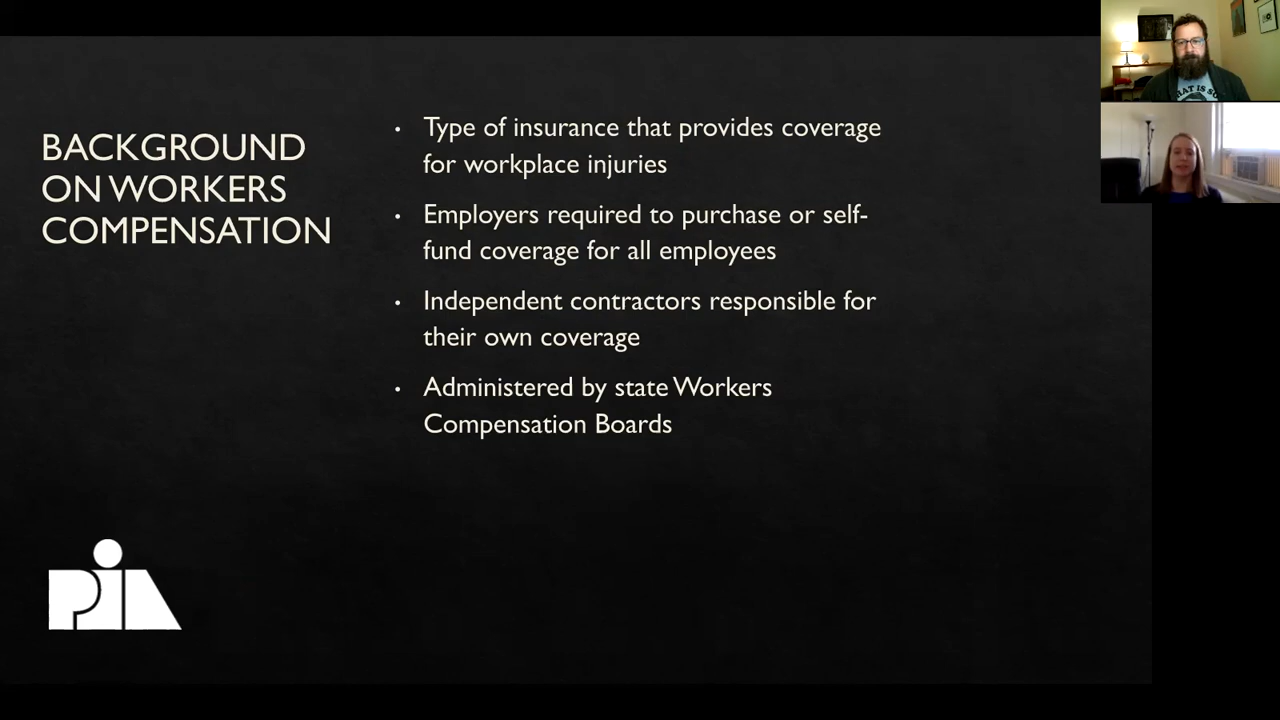 BACKGROUND
ON WORKERS
COMPENSATION
• Type of insurance that provides coverage
for workplace injuries
• Employers required to purchase or self-
fund coverage for all employees
• Independent contractors responsible for
their own coverage
• Administered by state Workers
Compensation Boards
PIA